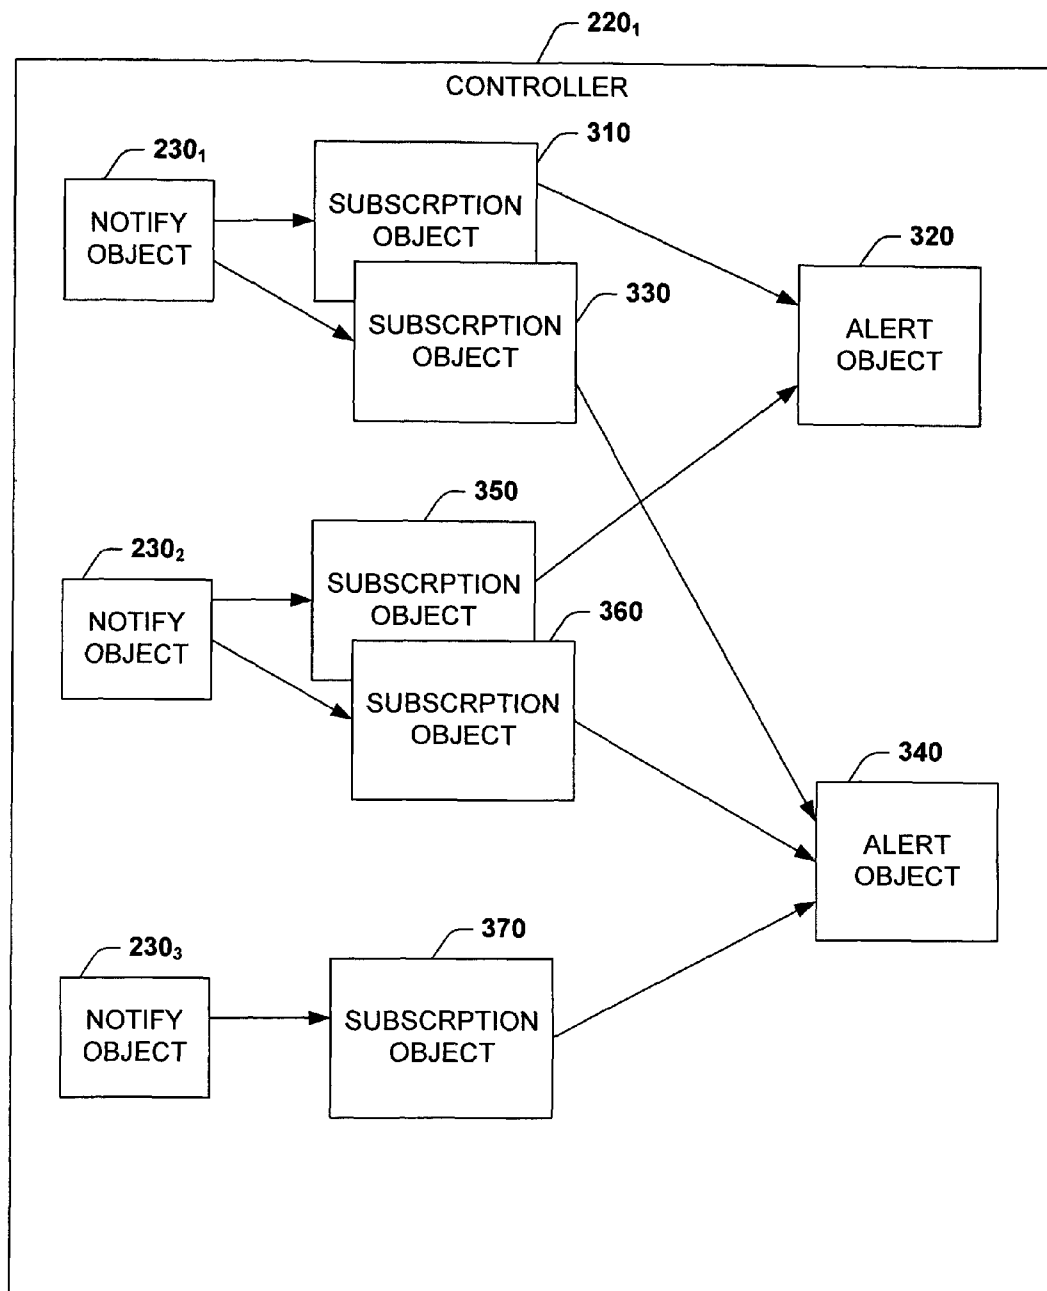 220₁
CONTROLLER
310
230₁
SUBSCRPTION
OBJECT
NOTIFY
OBJECT
320
330
SUBSCRPTION
OBJECT
ALERT
OBJECT
350
230₂
SUBSCRPTION
OBJECT
360
NOTIFY
OBJECT
SUBSCRPTION
OBJECT
340
ALERT
OBJECT
370
230₃
NOTIFY
OBJECT
SUBSCRPTION
OBJECT